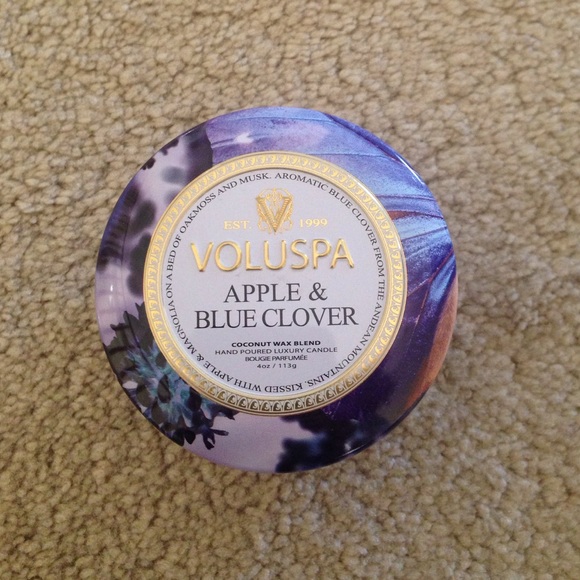 EST. 1999
VOLUSPA
APPLE &
BLUE CLOVER
COCONUT WAX BLEND
HAND POURED LUXURY CANDLE
BOUGIE PARFUMÉE
4oz / 113g
AROMATIC BLUE CLOVER FROM THE ANDEAN MOUNTAINS, KISSED WITH APPLE & MAGNOLIA ON A BED OF OAKMOSS AND MUSK.